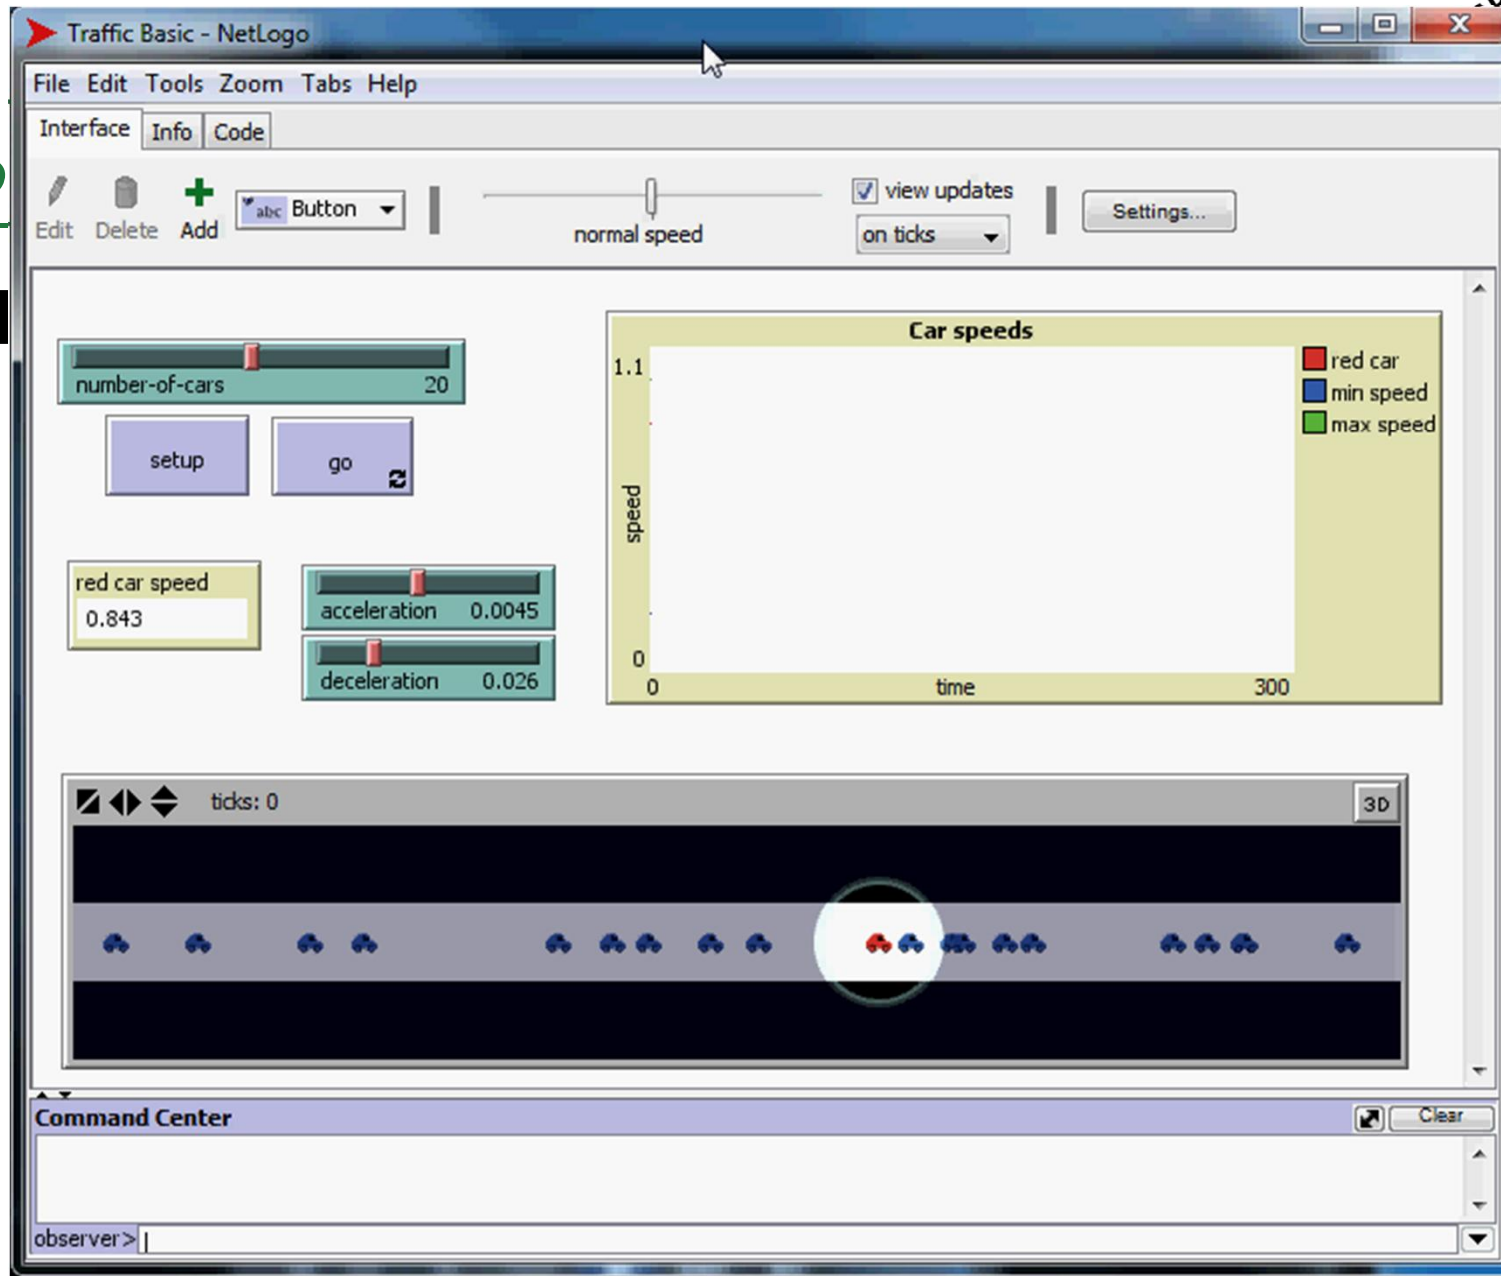 Traffic Basic - NetLogo
File Edit Tools Zoom Tabs Help
Interface Info Code
Edit Delete Add abc Button normal speed view updates on ticks Settings...
number-of-cars 20
setup go
red car speed
0.843
acceleration 0.0045
deceleration 0.026
Car speeds
1.1
speed
0
0 time 300
red car
min speed
max speed
ticks: 0 3D
Command Center Clear
observer>